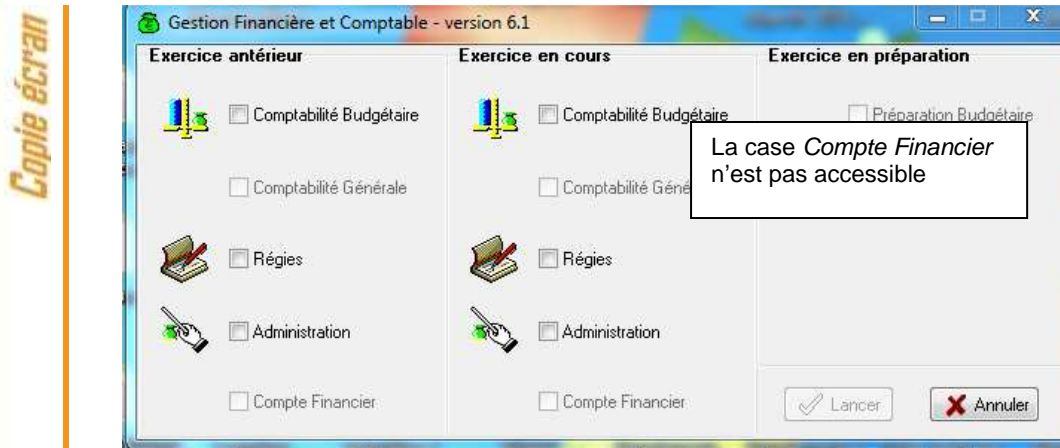 Copie écran
Gestion Financière et Comptable - version 6.1
Exercice antérieur
Comptabilité Budgétaire
Comptabilité Générale
Régies
Administration
Compte Financier
Exercice en cours
Comptabilité Budgétaire
Comptabilité Géné
Régies
Administration
Compte Financier
Exercice en préparation
Préparation Budgétaire
La case Compte Financier
n'est pas accessible
Lancer
Annuler